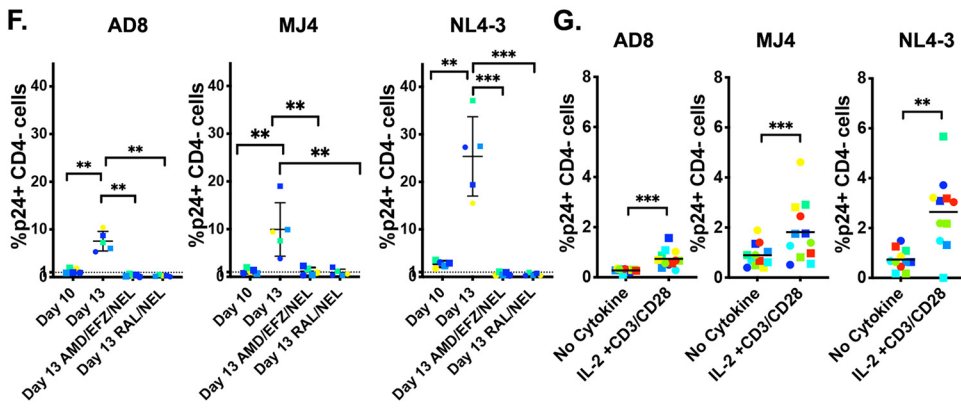 F.
AD8
MJ4
NL4-3
%p24+ CD4- cells
40
30
20
10
1
0
**
**
**
Day 10
Day 13
Day 13 AMD/EFZ/NEL
Day 13 RAL/NEL
%p24+ CD4- cells
40
30
20
10
1
0
**
**
**
Day 10
Day 13
Day 13 AMD/EFZ/NEL
Day 13 RAL/NEL
%p24+ CD4- cells
40
30
20
10
1
0
**
***
***
Day 10
Day 13
Day 13 AMD/EFZ/NEL
Day 13 RAL/NEL
G.
AD8
MJ4
NL4-3
%p24+ CD4- cells
8
6
4
2
0
***
No Cytokine
IL-2 +CD3/CD28
%p24+ CD4- cells
8
6
4
2
0
***
No Cytokine
IL-2 +CD3/CD28
%p24+ CD4- cells
8
6
4
2
0
**
No Cytokine
IL-2 +CD3/CD28